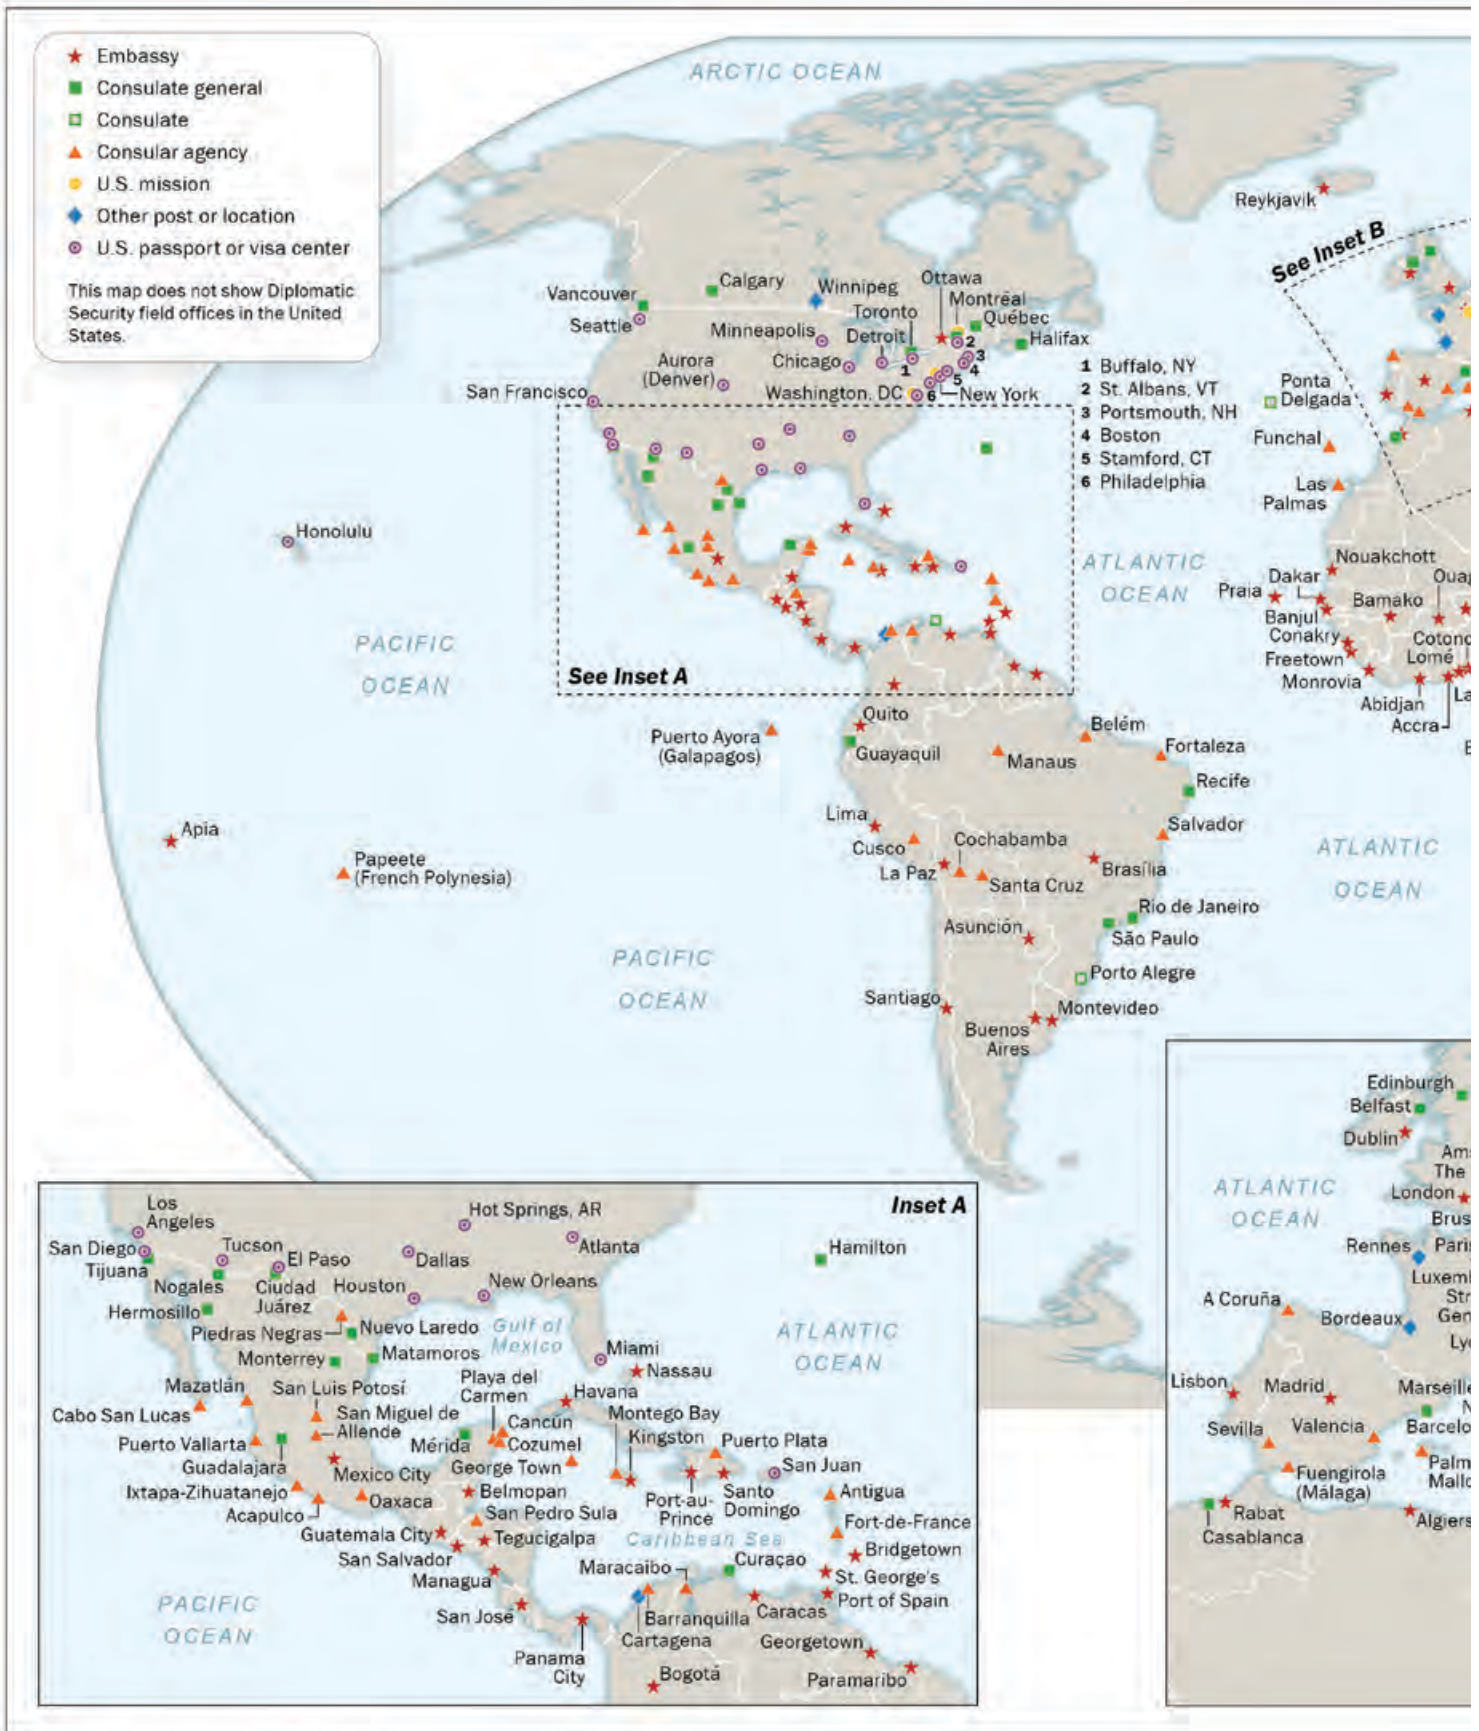 Embassy
Consulate general
Consulate
Consular agency
U.S. mission
Other post or location
U.S. passport or visa center
This map does not show Diplomatic
Security field offices in the United
States.
ARCTIC OCEAN
Reykjavik
See Inset B
Calgary
Winnipeg
Ottawa
Vancouver
Montréal
Seattle
Toronto
Québec
Minneapolis
Detroit
Halifax
2
3
Aurora
(Denver)
Chicago
1
4
5
San Francisco
Washington, DC
6
New York
1 Buffalo, NY
2 St. Albans, VT
3 Portsmouth, NH
4 Boston
5 Stamford, CT
6 Philadelphia
Ponta
Delgada
Funchal
Las
Palmas
Honolulu
ATLANTIC
OCEAN
Nouakchott
Dakar
Praia
Bamako
Banjul
Conakry
Freetown
Monrovia
Lomé
Abidjan
Accra
PACIFIC
OCEAN
See Inset A
Quito
Guayaquil
Puerto Ayora
(Galapagos)
Belém
Manaus
Fortaleza
Recife
Lima
Salvador
Cusco
Cochabamba
La Paz
Santa Cruz
Brasília
Apia
Papeete
(French Polynesia)
ATLANTIC
OCEAN
Rio de Janeiro
Asunción
São Paulo
PACIFIC
OCEAN
Porto Alegre
Santiago
Montevideo
Buenos
Aires
Inset A
Los
Angeles
San Diego
Tijuana
Tucson
El Paso
Hot Springs, AR
Atlanta
Dallas
Hamilton
Nogales
Ciudad
Juárez
Houston
New Orleans
Hermosillo
Piedras Negras
Nuevo Laredo
Gulf of
Mexico
ATLANTIC
OCEAN
Monterrey
Matamoros
Miami
Nassau
Mazatlán
San Luis Potosí
Playa del
Carmen
Havana
Cabo San Lucas
San Miguel de
Allende
Cancún
Montego Bay
Puerto Vallarta
Mérida
Cozumel
Kingston
Puerto Plata
Guadalajara
Mexico City
George Town
San Juan
Ixtapa-Zihuatanejo
Oaxaca
Belmopan
Port-au-
Prince
Santo
Domingo
Antigua
Acapulco
San Pedro Sula
Guatemala City
Tegucigalpa
Caribbean Sea
Fort-de-France
San Salvador
Bridgetown
Managua
Maracaibo
Curaçao
St. George's
Port of Spain
PACIFIC
OCEAN
San José
Barranquilla
Caracas
Cartagena
Georgetown
Panama
City
Bogotá
Paramaribo
Edinburgh
Belfast
Dublin
The
ATLANTIC
OCEAN
London
Rennes
A Coruña
Bordeaux
Lisbon
Madrid
Sevilla
Valencia
Fuengirola
(Málaga)
Rabat
Casablanca